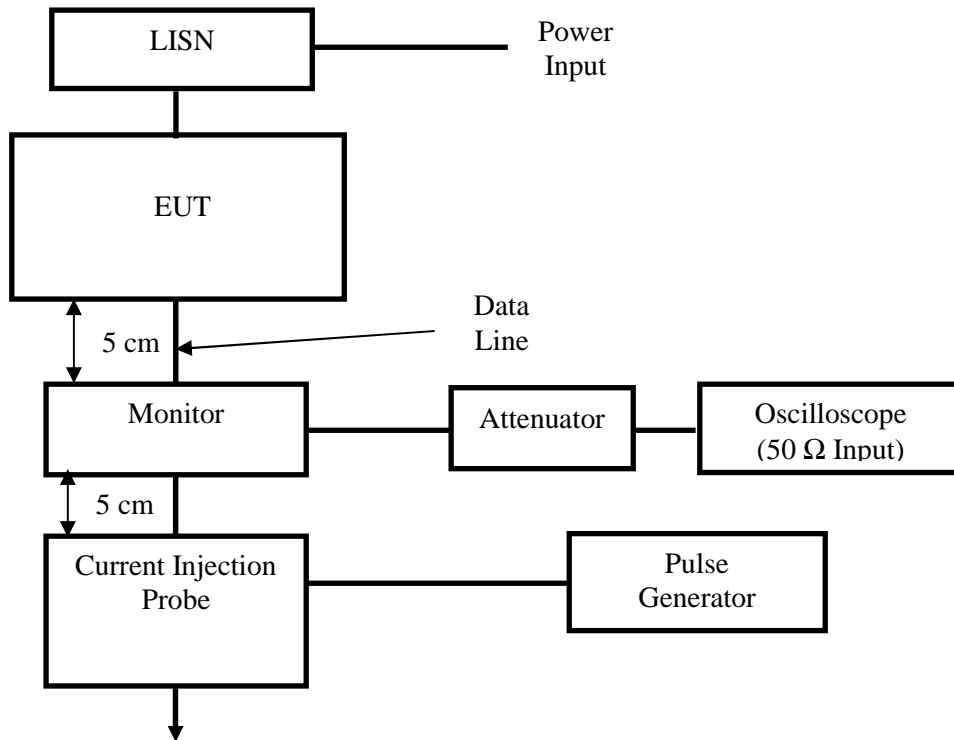 LISN
Power
Input
EUT
Data
Line
5 cm
Monitor
Attenuator
Oscilloscope
(50 Ω Input)
5 cm
Current Injection
Probe
Pulse
Generator